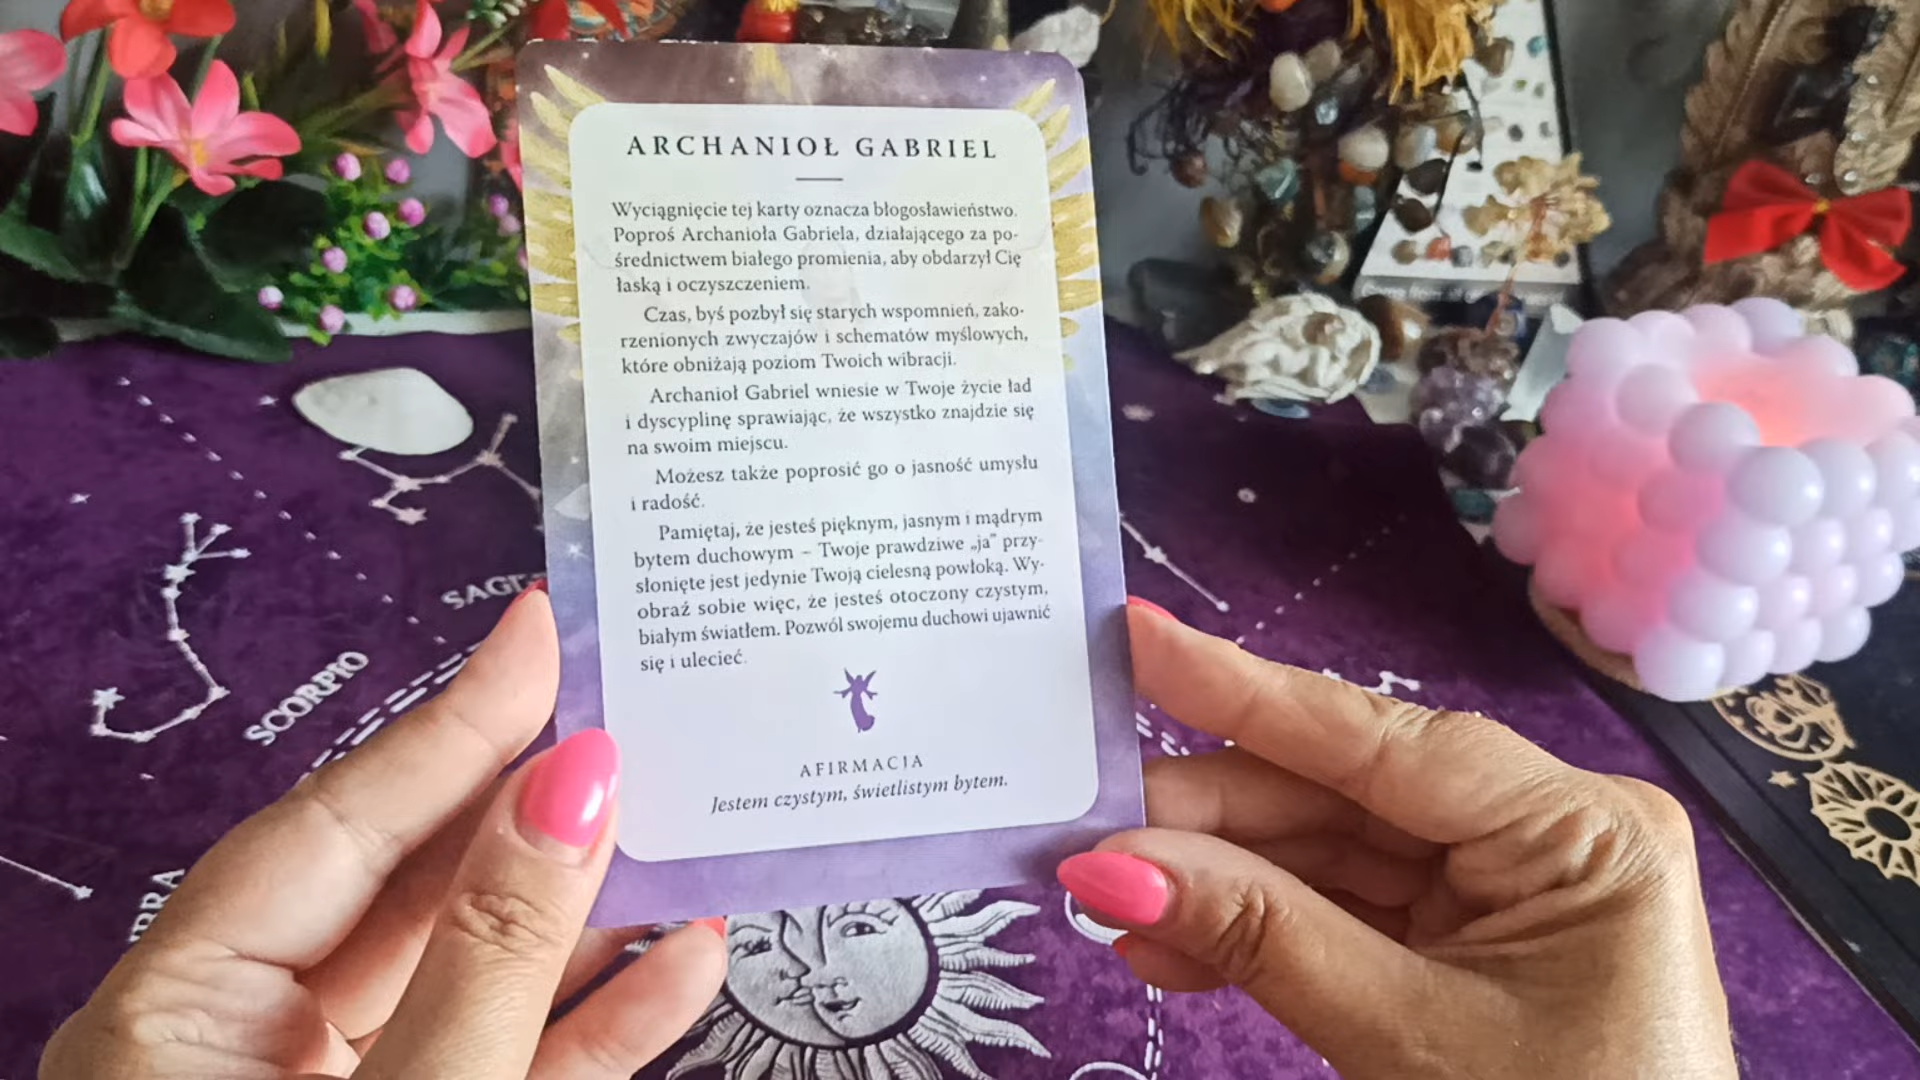 ARCHANIOŁ GABRIEL
Wyciągnięcie tej karty oznacza błogosławieństwo.
Poproś Archanioła Gabriela, działającego za po-
średnictwem białego promienia, aby obdarzył Cię
łaską i oczyszczeniem.
Czas, byś pozbył się starych wspomnień, zako-
rzenionych zwyczajów i schematów myślowych,
które obniżają poziom Twoich wibracji.
Archanioł Gabriel wniesie w Twoje życie ład
i dyscyplinę sprawiając, że wszystko znajdzie się
na swoim miejscu.
Możesz także poprosić go o jasność umysłu
i radość.
Pamiętaj, że jesteś pięknym, jasnym i mądrym
bytem duchowym – Twoje prawdziwe „ja” przy-
słonięte jest jedynie Twoją cielesną powłoką. Wy-
obraź sobie więc, że jesteś otoczony czystym,
białym światłem. Pozwól swojemu duchowi ujawnić
się i ulecieć.
AFIRMACJA
Jestem czystym, świetlistym bytem.
SCORPIO